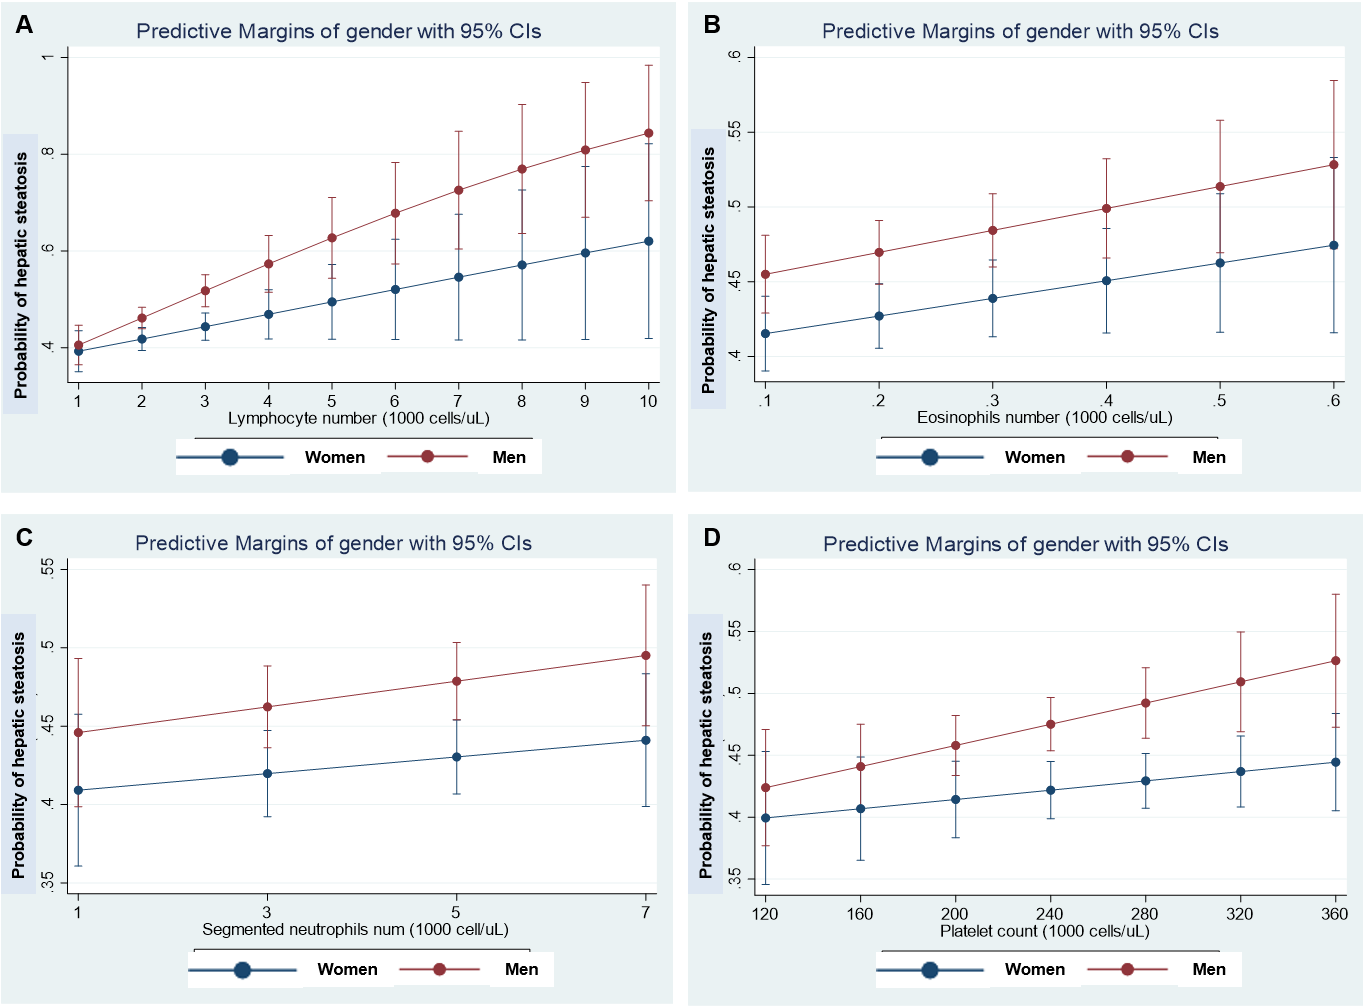 A
Predictive Margins of gender with 95% CIs
Probability of hepatic steatosis
1
.8
.6
.4
1 2 3 4 5 6 7 8 9 10
Lymphocyte number (1000 cells/uL)
Women Men
B
Predictive Margins of gender with 95% CIs
Probability of hepatic steatosis
.6
.55
.5
.45
.4
.1 .2 .3 .4 .5 .6
Eosinophils number (1000 cells/uL)
Women Men
C
Predictive Margins of gender with 95% CIs
Probability of hepatic steatosis
.55
.5
.45
.4
.35
1 3 5 7
Segmented neutrophils num (1000 cell/uL)
Women Men
D
Predictive Margins of gender with 95% CIs
Probability of hepatic steatosis
.6
.55
.5
.45
.4
.35
120 160 200 240 280 320 360
Platelet count (1000 cells/uL)
Women Men